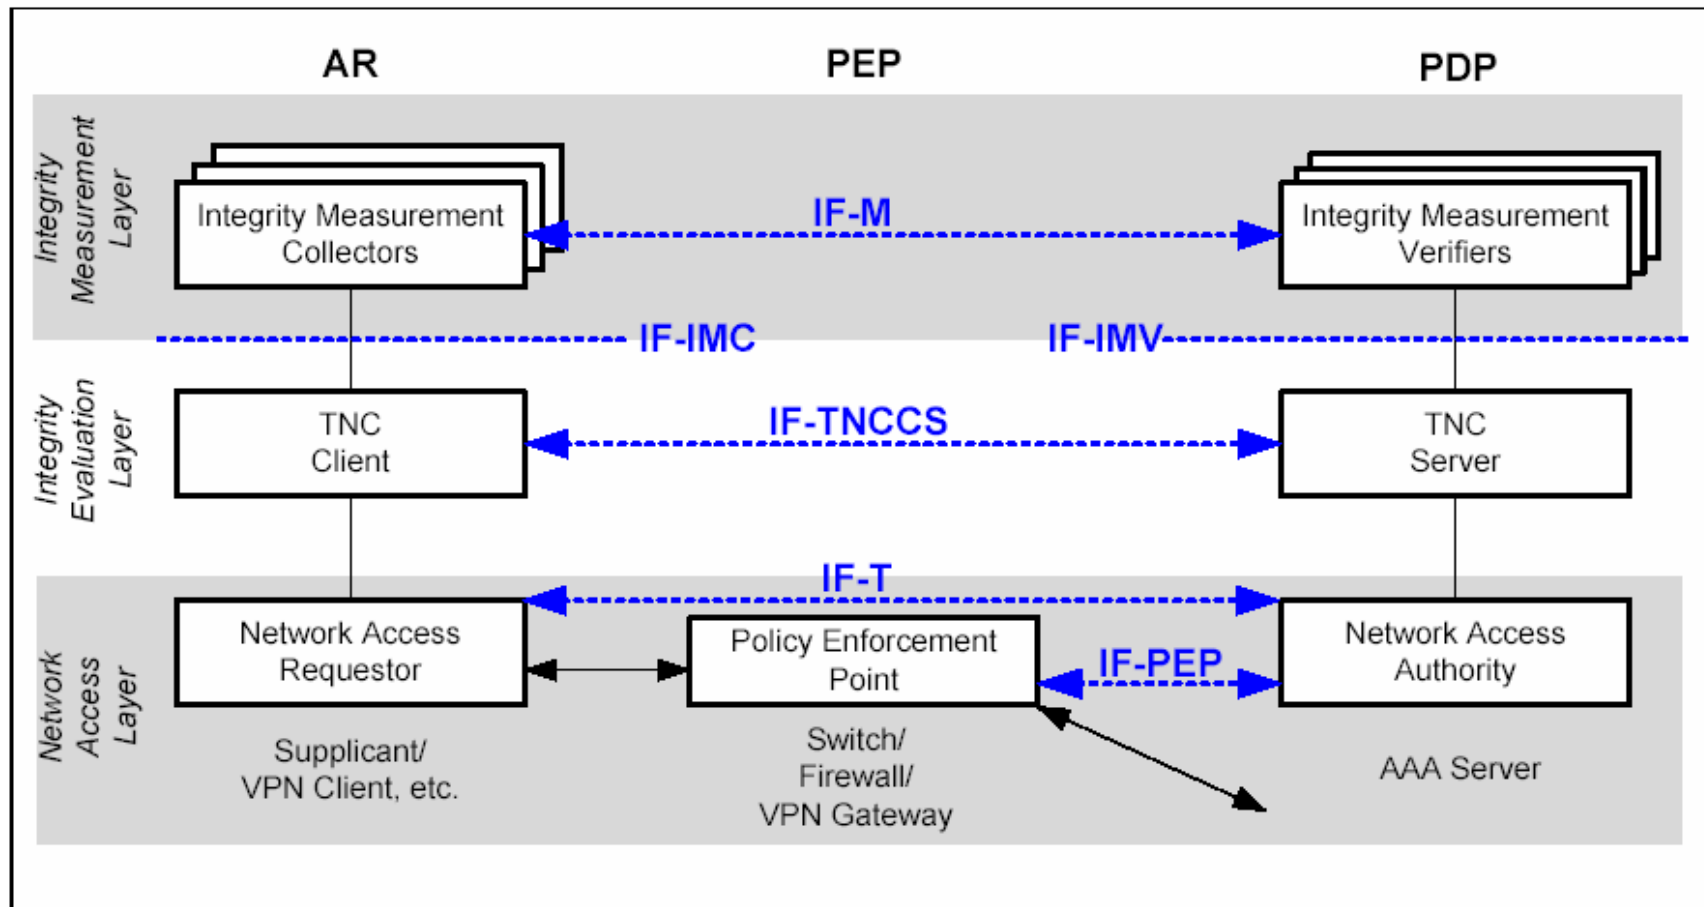 AR
PEP
PDP
Integrity
Measurement
Layer
Integrity Measurement
Collectors
IF-M
Integrity Measurement
Verifiers
IF-IMC
IF-IMV
Integrity
Evaluation
Layer
TNC
Client
IF-TNCCS
TNC
Server
Network
Access
Layer
IF-T
Network Access
Requestor
Policy Enforcement
Point
IF-PEP
Network Access
Authority
Supplicant/
VPN Client, etc.
Switch/
Firewall/
VPN Gateway
AAA Server